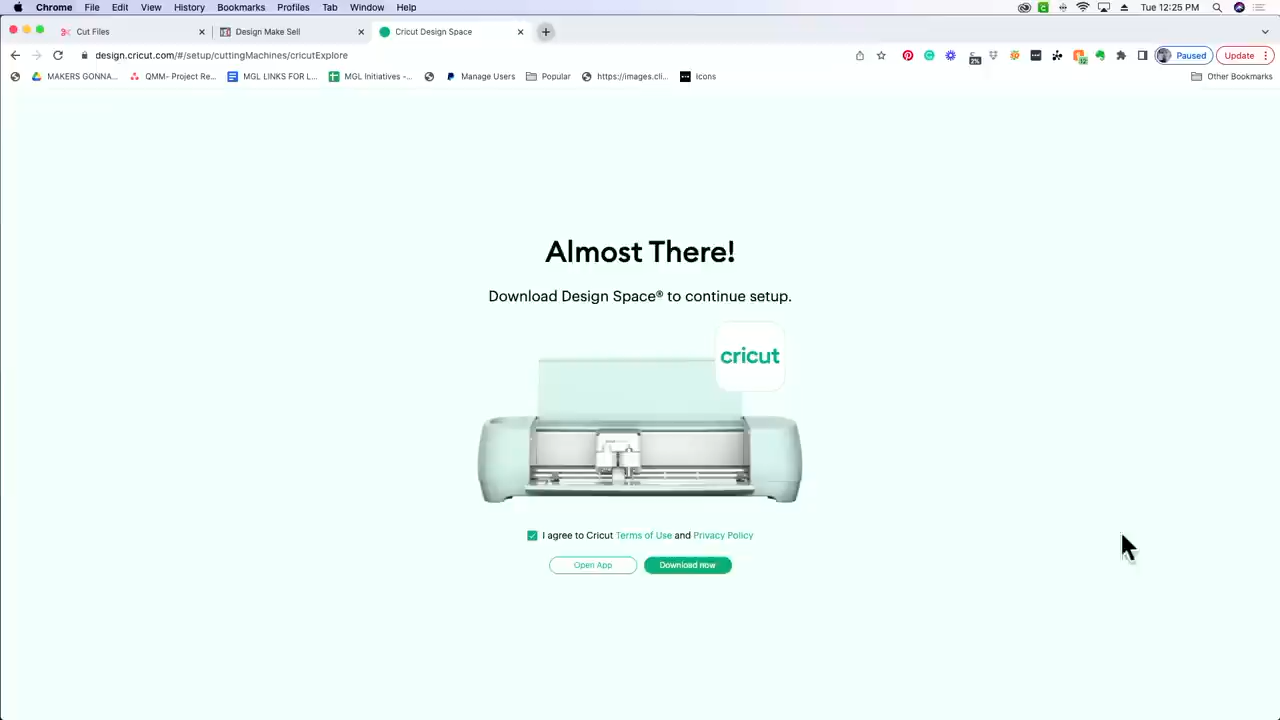 Chrome File Edit View History Bookmarks Profiles Tab Window Help Tue 12:25 PM
Cut Files Design Make Sell Cricut Design Space
design.cricut.com/#/setup/cuttingMachines/cricutExplore Paused Update
MAKERS GONNA... QMM- Project Re... MGL LINKS FOR L... MGL Initiatives -... Manage Users Popular https://images.cli... Icons Other Bookmarks
Almost There!
Download Design Space® to continue setup.
cricut
I agree to Cricut Terms of Use and Privacy Policy
Open App Download now